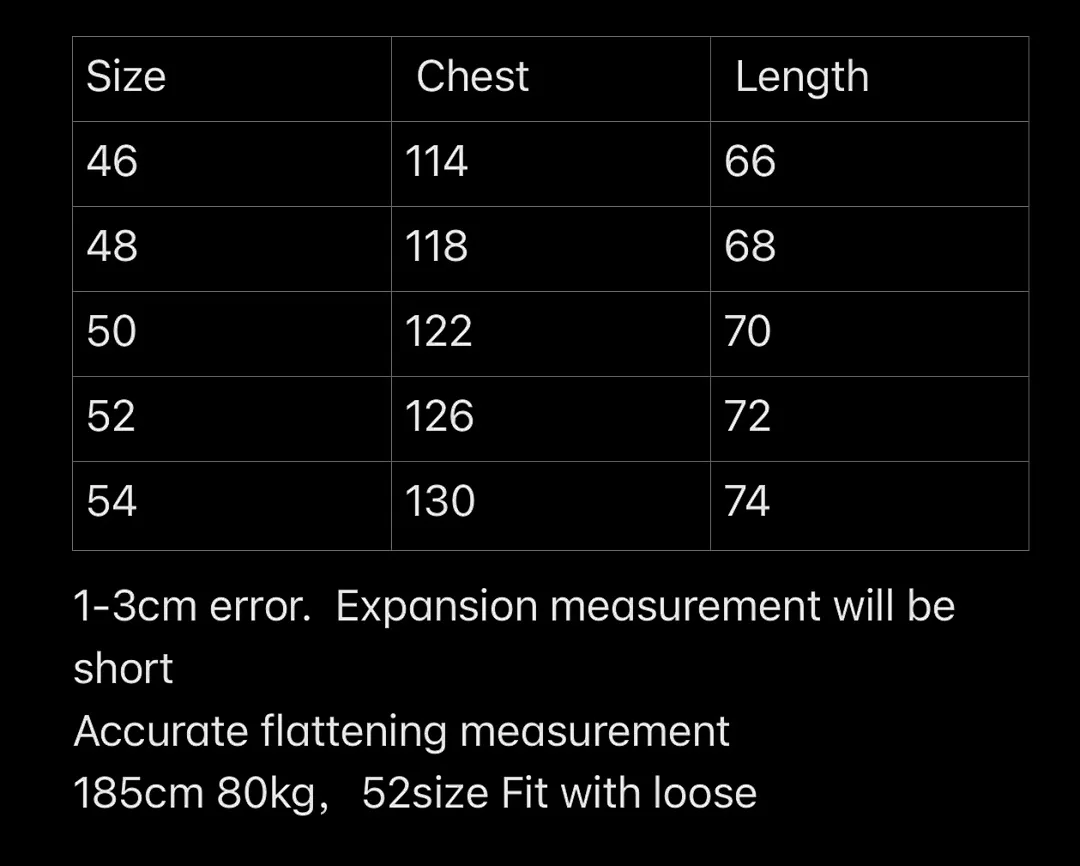 Size Chest Length
46 114 66
48 118 68
50 122 70
52 126 72
54 130 74
1-3cm error.  Expansion measurement will be
short
Accurate flattening measurement
185cm 80kg， 52size Fit with loose